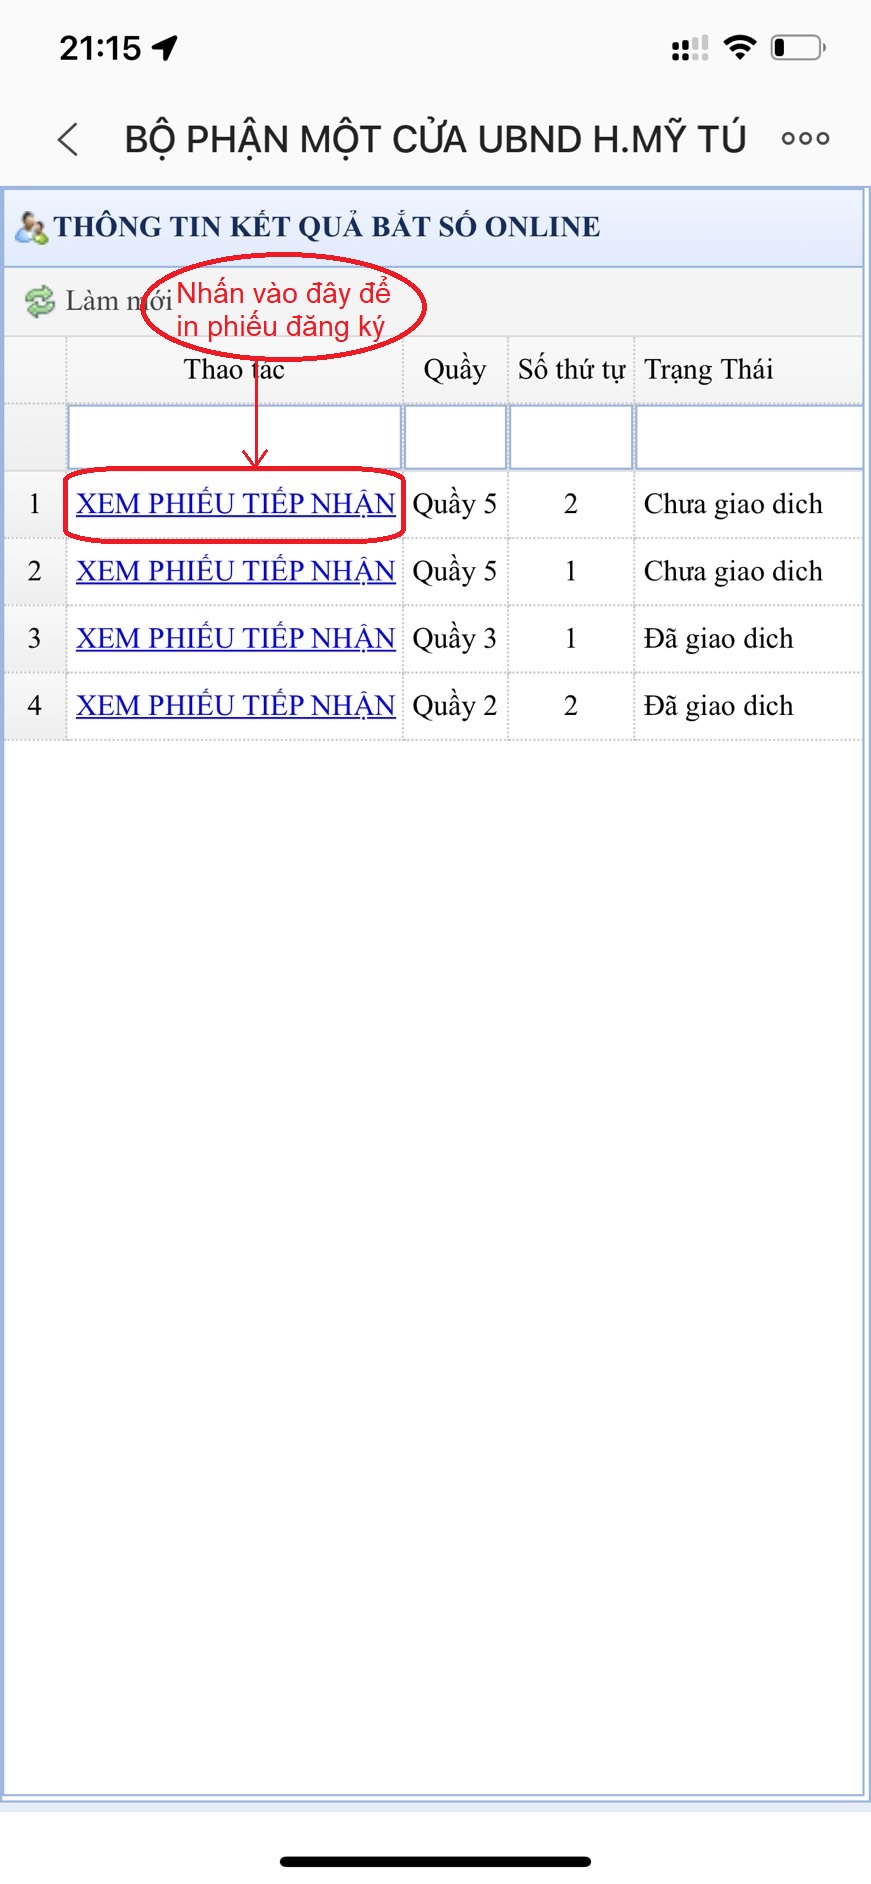 21:15
BỘ PHẬN MỘT CỬA UBND H.MỸ TÚ
THÔNG TIN KẾT QUẢ BẮT SỐ ONLINE
Làm mới
Nhấn vào đây để
in phiếu đăng ký
Thao tác Quầy Số thứ tự Trạng Thái
1 XEM PHIẾU TIẾP NHẬN Quầy 5 2 Chưa giao dich
2 XEM PHIẾU TIẾP NHẬN Quầy 5 1 Chưa giao dich
3 XEM PHIẾU TIẾP NHẬN Quầy 3 1 Đã giao dich
4 XEM PHIẾU TIẾP NHẬN Quầy 2 2 Đã giao dich